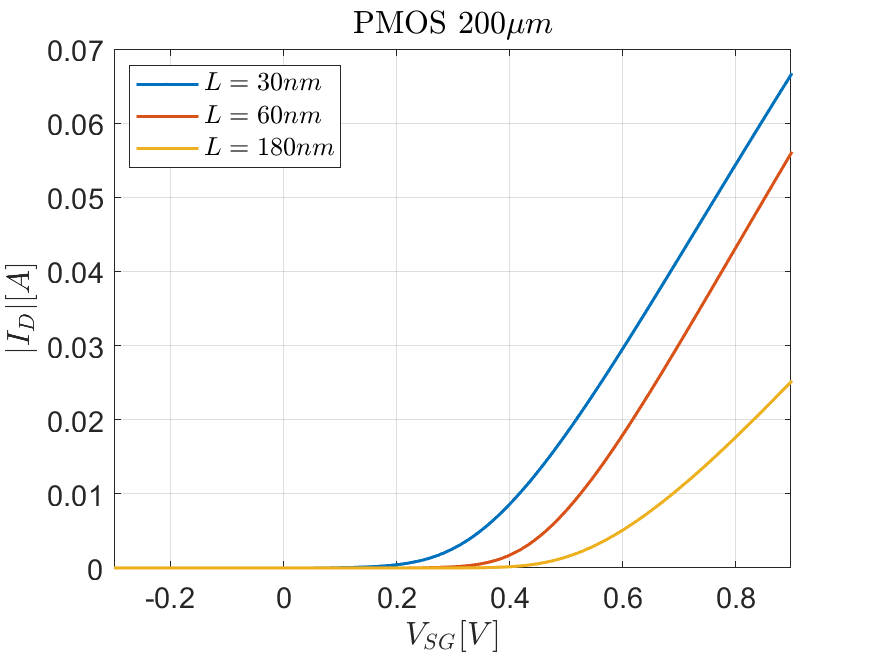 PMOS 200μm
0.07
0.06
0.05
0.04
0.03
0.02
0.01
0
L = 30nm
L = 60nm
L = 180nm
|I_D|[A]
-0.2 0 0.2 0.4 0.6 0.8
V_SG[V]